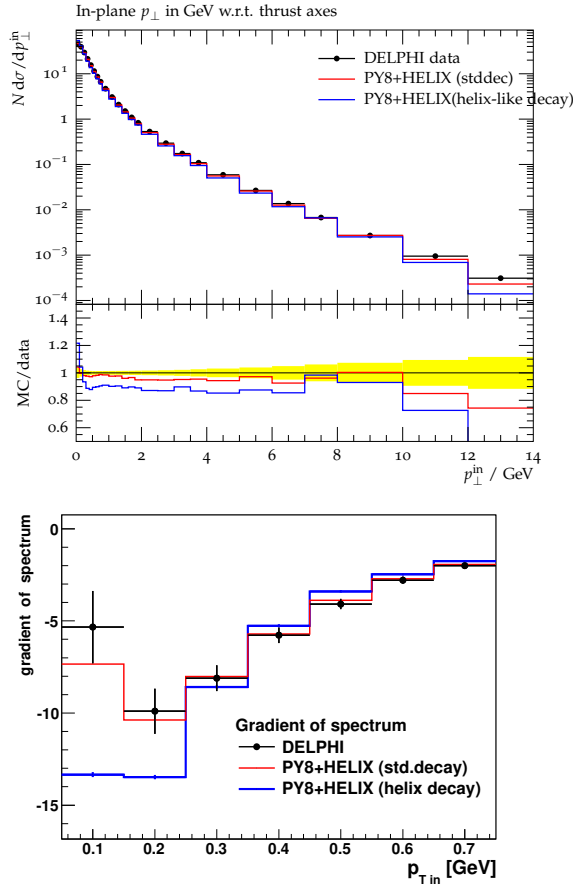 In-plane p⊥ in GeV w.r.t. thrust axes
N dσ/dp⊥^in
10^1
1
10^−1
10^−2
10^−3
10^−4
DELPHI data
PY8+HELIX (stddec)
PY8+HELIX(helix-like decay)
MC/data
1.4
1.2
1
0.8
0.6
0 2 4 6 8 10 12 14
p⊥^in / GeV
gradient of spectrum
0
−5
−10
−15
Gradient of spectrum
DELPHI
PY8+HELIX (std.decay)
PY8+HELIX (helix decay)
0.1 0.2 0.3 0.4 0.5 0.6 0.7
p_T in [GeV]